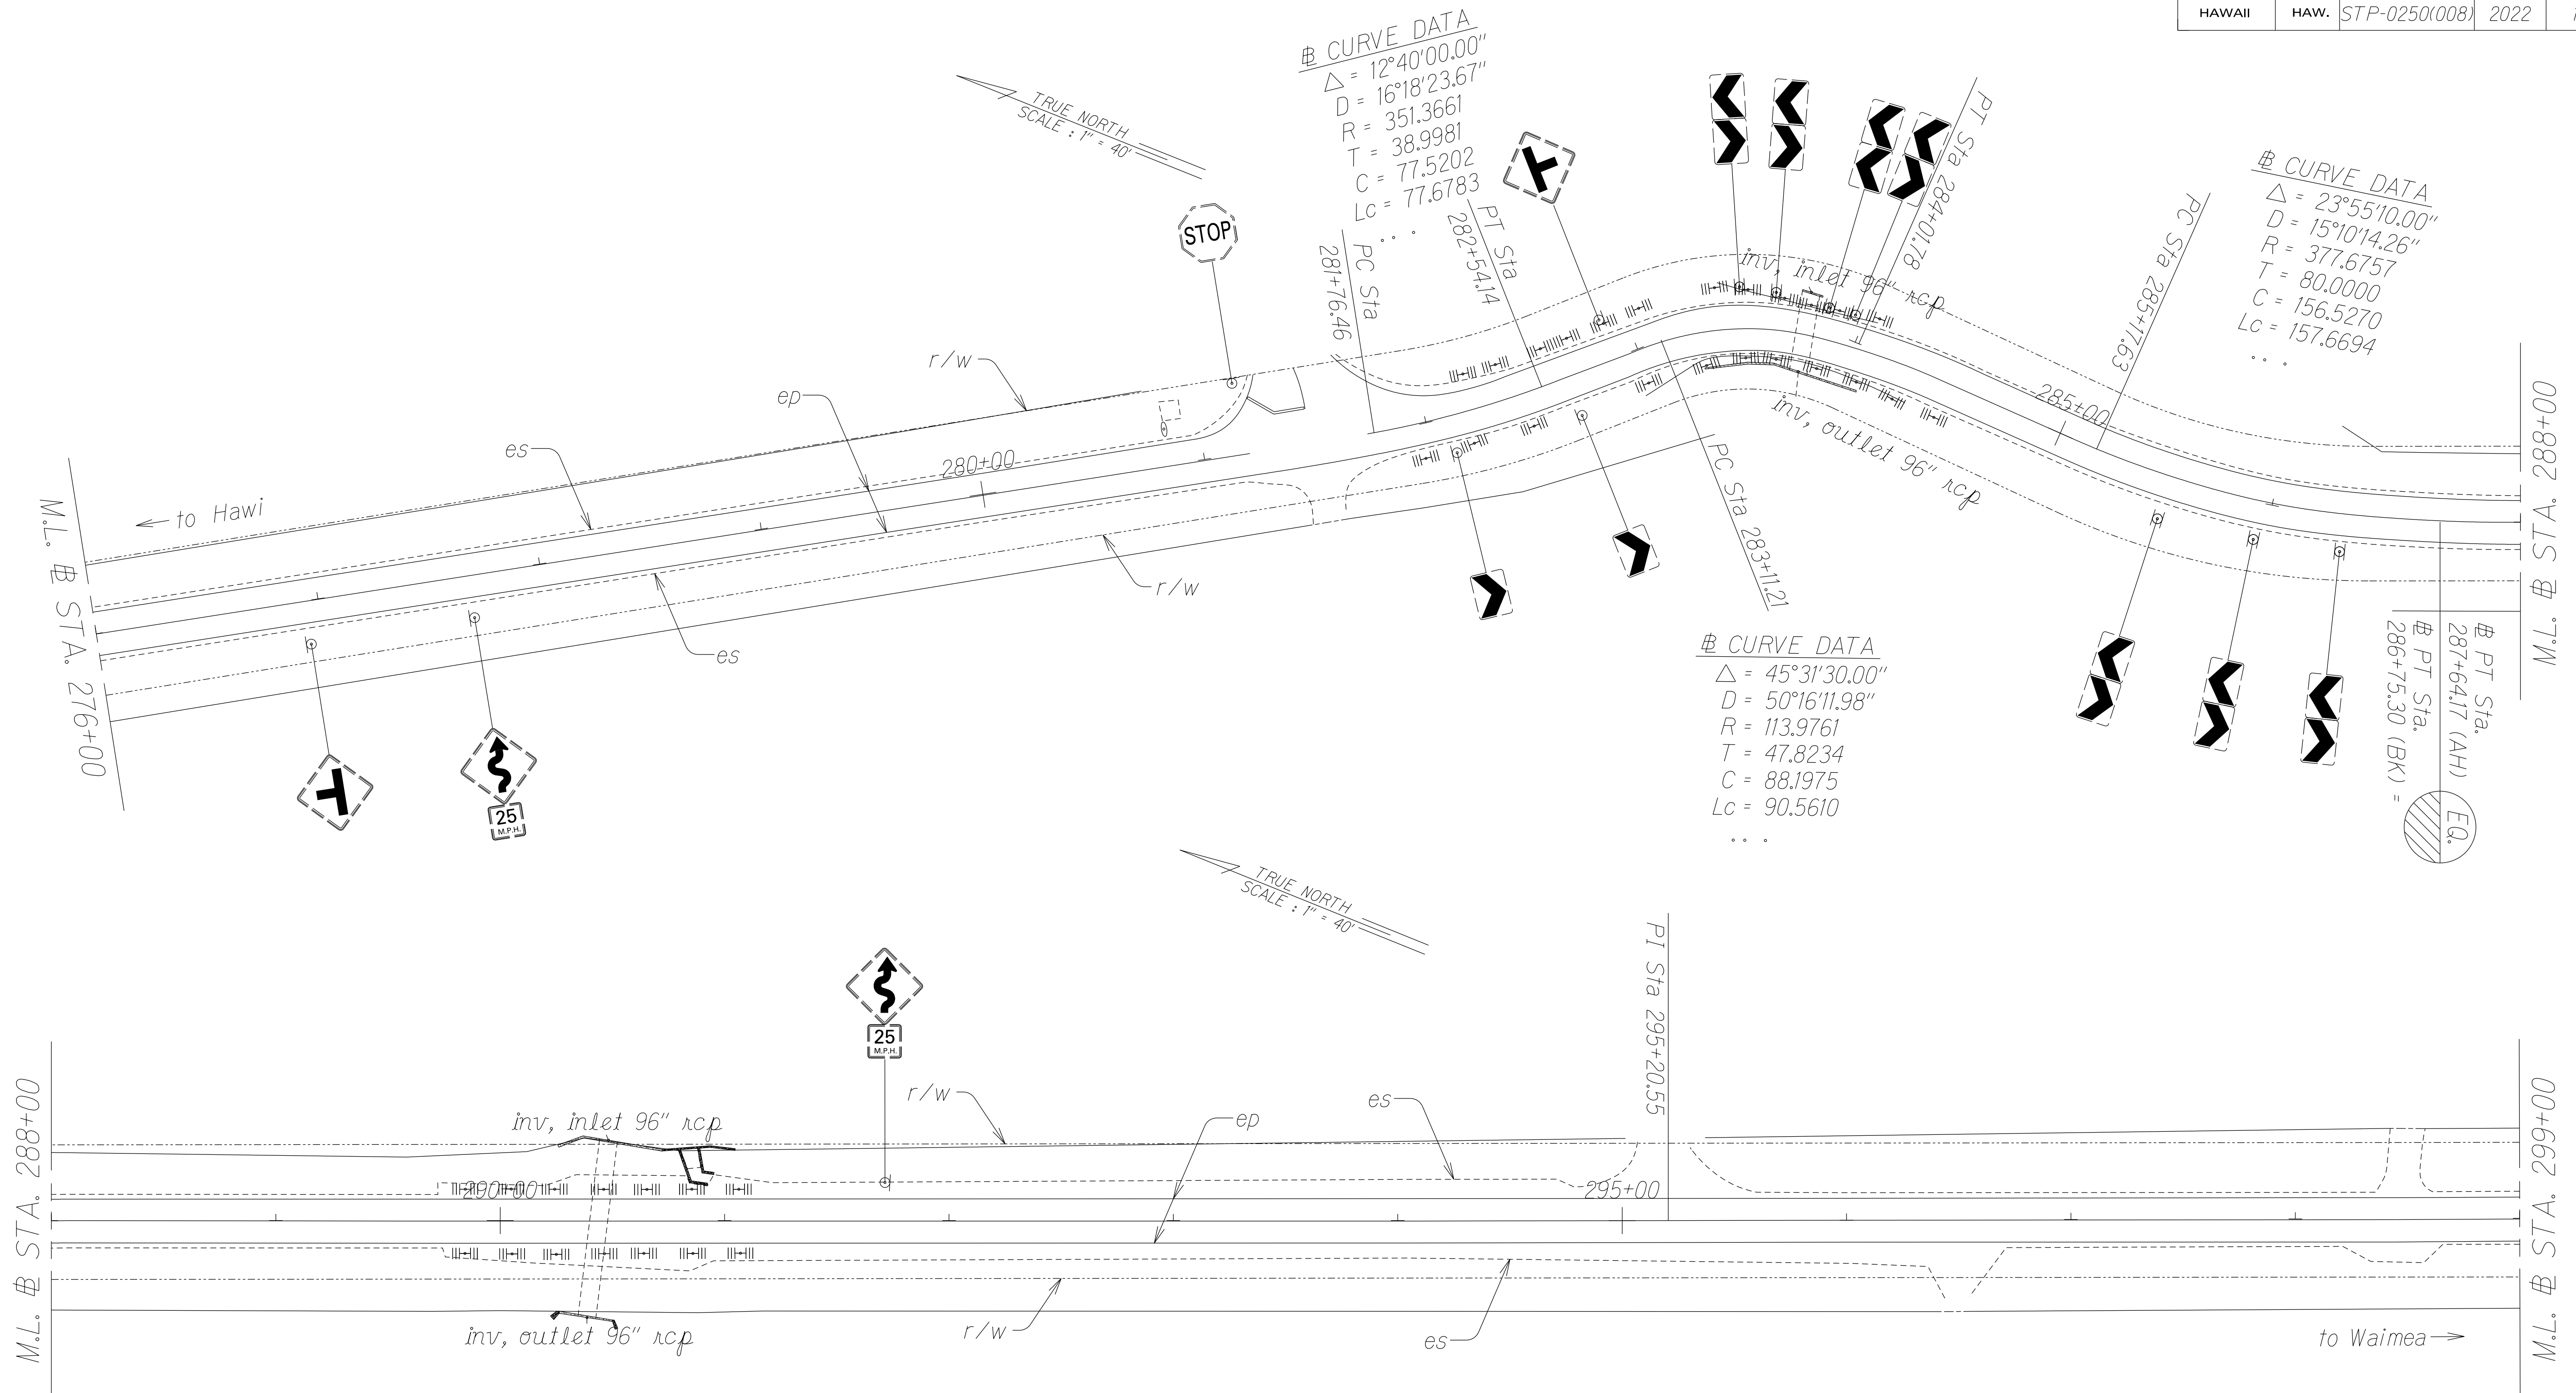 HAWAII HAW. STP-0250(008) 2022
℄ CURVE DATA
△ = 12°40'00.00"
D = 16°18'23.67"
R = 351.3661
T = 38.9981
C = 77.5202
Lc = 77.6783
. . .
TRUE NORTH
SCALE : 1" = 40'
STOP
PC Sta
281+76.46
PT Sta
282+54.14
PI Sta 284+01.78
PC Sta 285+17.63
℄ CURVE DATA
△ = 23°55'10.00"
D = 15°10'14.26"
R = 377.6757
T = 80.0000
C = 156.5270
Lc = 157.6694
. . .
inv, inlet 96" rcp
inv, outlet 96" rcp
r/w
ep
es
280+00
285+00
to Hawi
M.L. ℄ STA. 276+00
M.L. ℄ STA. 288+00
r/w
es
25
M.P.H.
PC Sta 283+11.21
℄ CURVE DATA
△ = 45°31'30.00"
D = 50°16'11.98"
R = 113.9761
T = 47.8234
C = 88.1975
Lc = 90.5610
. . .
℄ PT Sta.
287+64.17 (AH)
℄ PT Sta.
286+75.30 (BK) =
EQ.
TRUE NORTH
SCALE : 1" = 40'
25
M.P.H.
PI Sta 295+20.55
M.L. ℄ STA. 288+00
inv, inlet 96" rcp
r/w
ep
es
290+00
295+00
inv, outlet 96" rcp
r/w
es
to Waimea
M.L. ℄ STA. 299+00